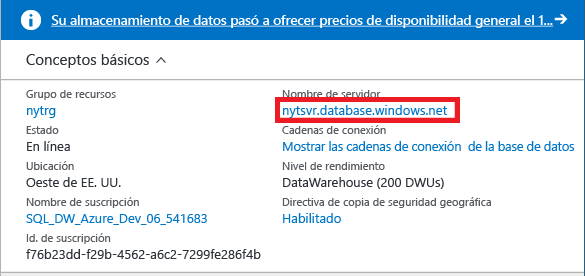 Su almacenamiento de datos pasó a ofrecer precios de disponibilidad general el 1...
Conceptos básicos
Grupo de recursos
nytrg
Estado
En línea
Ubicación
Oeste de EE. UU.
Nombre de suscripción
SQL_DW_Azure_Dev_06_541683
Id. de suscripción
f76b23dd-f29b-4562-a6c2-7299fe286f4b
Nombre de servidor
nytsvr.database.windows.net
Cadenas de conexión
Mostrar las cadenas de conexión de la base de datos
Nivel de rendimiento
DataWarehouse (200 DWUs)
Directiva de copia de seguridad geográfica
Habilitado